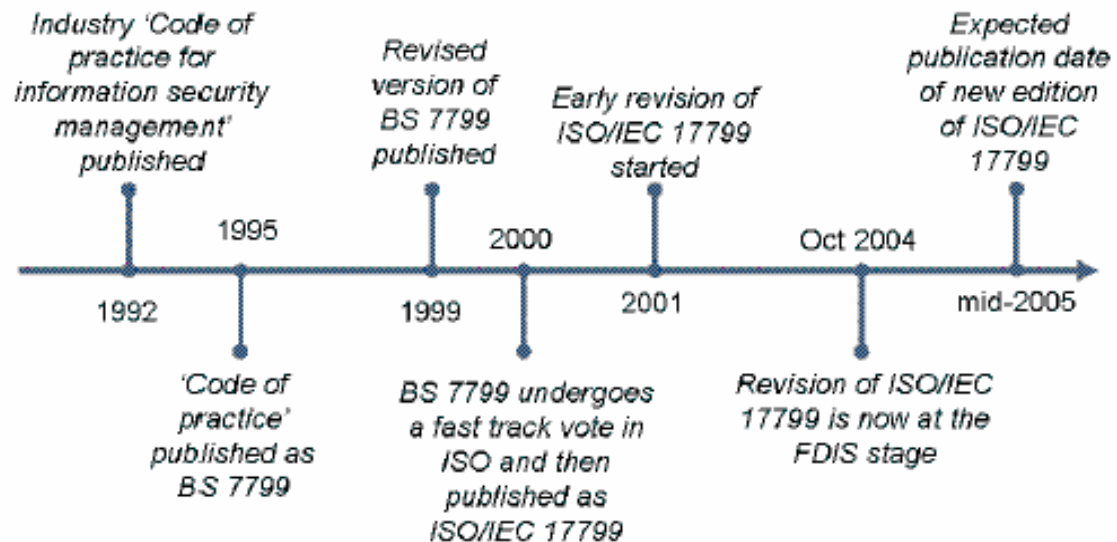 Industry 'Code of
practice for
information security
management'
published
1992
1995
'Code of
practice'
published as
BS 7799
Revised
version of
BS 7799
published
1999
2000
BS 7799 undergoes
a fast track vote in
ISO and then
published as
ISO/IEC 17799
Early revision of
ISO/IEC 17799
started
2001
Oct 2004
Revision of ISO/IEC
17799 is now at the
FDIS stage
Expected
publication date
of new edition
of ISO/IEC
17799
mid-2005